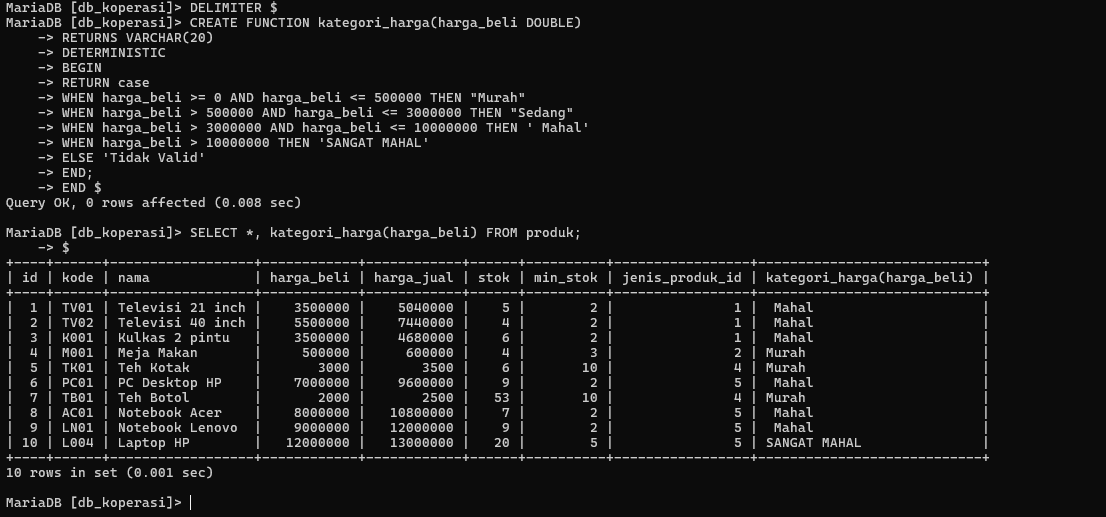 MariaDB [db_koperasi]> DELIMITER $
MariaDB [db_koperasi]> CREATE FUNCTION kategori_harga(harga_beli DOUBLE)
    -> RETURNS VARCHAR(20)
    -> DETERMINISTIC
    -> BEGIN
    -> RETURN case
    -> WHEN harga_beli >= 0 AND harga_beli <= 500000 THEN "Murah"
    -> WHEN harga_beli > 500000 AND harga_beli <= 3000000 THEN "Sedang"
    -> WHEN harga_beli > 3000000 AND harga_beli <= 10000000 THEN ' Mahal'
    -> WHEN harga_beli > 10000000 THEN 'SANGAT MAHAL'
    -> ELSE 'Tidak Valid'
    -> END;
    -> END $
Query OK, 0 rows affected (0.008 sec)

MariaDB [db_koperasi]> SELECT *, kategori_harga(harga_beli) FROM produk;
    -> $
+----+------+------------------+------------+------------+------+----------+-----------------+----------------------------+
| id | kode | nama             | harga_beli | harga_jual | stok | min_stok | jenis_produk_id | kategori_harga(harga_beli) |
+----+------+------------------+------------+------------+------+----------+-----------------+----------------------------+
|  1 | TV01 | Televisi 21 inch |    3500000 |    5040000 |    5 |        2 |               1 |  Mahal                     |
|  2 | TV02 | Televisi 40 inch |    5500000 |    7440000 |    4 |        2 |               1 |  Mahal                     |
|  3 | K001 | Kulkas 2 pintu   |    3500000 |    4680000 |    6 |        2 |               1 |  Mahal                     |
|  4 | M001 | Meja Makan       |     500000 |     600000 |    4 |        3 |               2 | Murah                      |
|  5 | TK01 | Teh Kotak        |       3000 |       3500 |    6 |       10 |               4 | Murah                      |
|  6 | PC01 | PC Desktop HP    |    7000000 |    9600000 |    9 |        2 |               5 |  Mahal                     |
|  7 | TB01 | Teh Botol        |       2000 |       2500 |   53 |       10 |               4 | Murah                      |
|  8 | AC01 | Notebook Acer    |    8000000 |   10800000 |    7 |        2 |               5 |  Mahal                     |
|  9 | LN01 | Notebook Lenovo  |    9000000 |   12000000 |    9 |        2 |               5 |  Mahal                     |
| 10 | L004 | Laptop HP        |   12000000 |   13000000 |   20 |        5 |               5 | SANGAT MAHAL               |
+----+------+------------------+------------+------------+------+----------+-----------------+----------------------------+
10 rows in set (0.001 sec)

MariaDB [db_koperasi]>